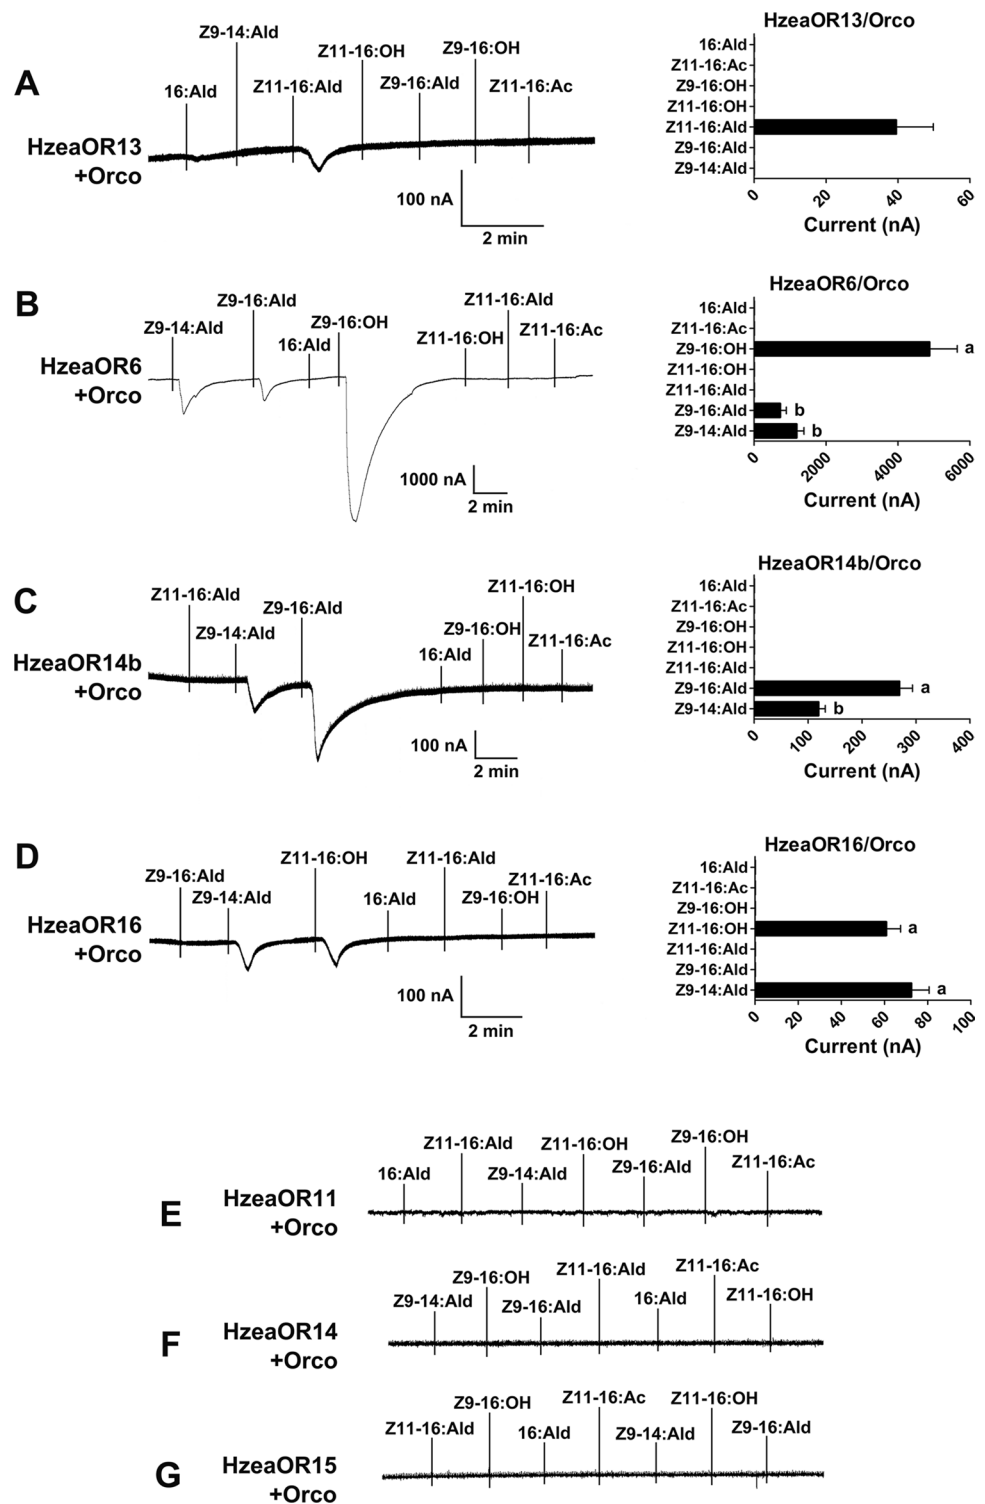 A
HzeaOR13
+Orco
16:Ald
Z9-14:Ald
Z11-16:Ald
Z11-16:OH
Z9-16:Ald
Z9-16:OH
Z11-16:Ac
100 nA
2 min
HzeaOR13/Orco
16:Ald
Z11-16:Ac
Z9-16:OH
Z11-16:OH
Z11-16:Ald
Z9-16:Ald
Z9-14:Ald
0 20 40 60
Current (nA)
B
HzeaOR6
+Orco
Z9-14:Ald
Z9-16:Ald
16:Ald
Z9-16:OH
Z11-16:OH
Z11-16:Ald
Z11-16:Ac
1000 nA
2 min
HzeaOR6/Orco
16:Ald
Z11-16:Ac
Z9-16:OH a
Z11-16:OH
Z11-16:Ald
Z9-16:Ald b
Z9-14:Ald b
0 2000 4000 6000
Current (nA)
C
HzeaOR14b
+Orco
Z11-16:Ald
Z9-14:Ald
Z9-16:Ald
16:Ald
Z9-16:OH
Z11-16:OH
Z11-16:Ac
100 nA
2 min
HzeaOR14b/Orco
16:Ald
Z11-16:Ac
Z9-16:OH
Z11-16:OH
Z11-16:Ald
Z9-16:Ald a
Z9-14:Ald b
0 100 200 300 400
Current (nA)
D
HzeaOR16
+Orco
Z9-16:Ald
Z9-14:Ald
Z11-16:OH
16:Ald
Z11-16:Ald
Z9-16:OH
Z11-16:Ac
100 nA
2 min
HzeaOR16/Orco
16:Ald
Z11-16:Ac
Z9-16:OH
Z11-16:OH a
Z11-16:Ald
Z9-16:Ald
Z9-14:Ald a
0 20 40 60 80 100
Current (nA)
E
HzeaOR11
+Orco
16:Ald
Z11-16:Ald
Z9-14:Ald
Z11-16:OH
Z9-16:Ald
Z9-16:OH
Z11-16:Ac
F
HzeaOR14
+Orco
Z9-14:Ald
Z9-16:OH
Z9-16:Ald
Z11-16:Ald
16:Ald
Z11-16:Ac
Z11-16:OH
G
HzeaOR15
+Orco
Z11-16:Ald
Z9-16:OH
16:Ald
Z11-16:Ac
Z9-14:Ald
Z11-16:OH
Z9-16:Ald